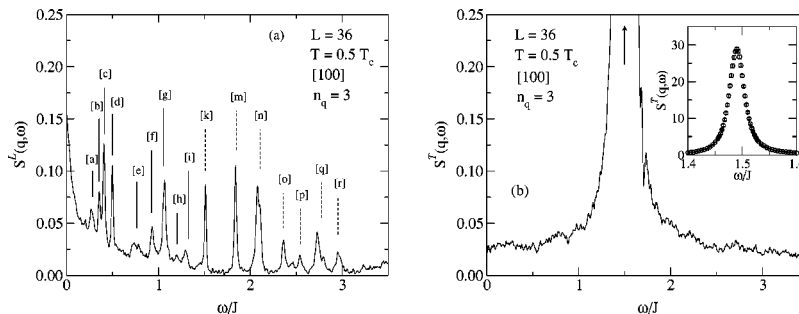 (a)
L = 36
T = 0.5 T_c
[100]
n_q = 3
[a]
[b]
[c]
[d]
[e]
[f]
[g]
[h]
[i]
[k]
[m]
[n]
[o]
[p]
[q]
[r]
S^L(q,ω)
0.25
0.20
0.15
0.10
0.05
0.00
0 1 2 3
ω/J
L = 36
T = 0.5 T_c
[100]
n_q = 3
(b)
S^T(q,ω)
0.25
0.20
0.15
0.10
0.05
0.00
0 1 2 3
ω/J
S^T(q,ω)
30
20
10
0
1.4 1.5 1.6
ω/J